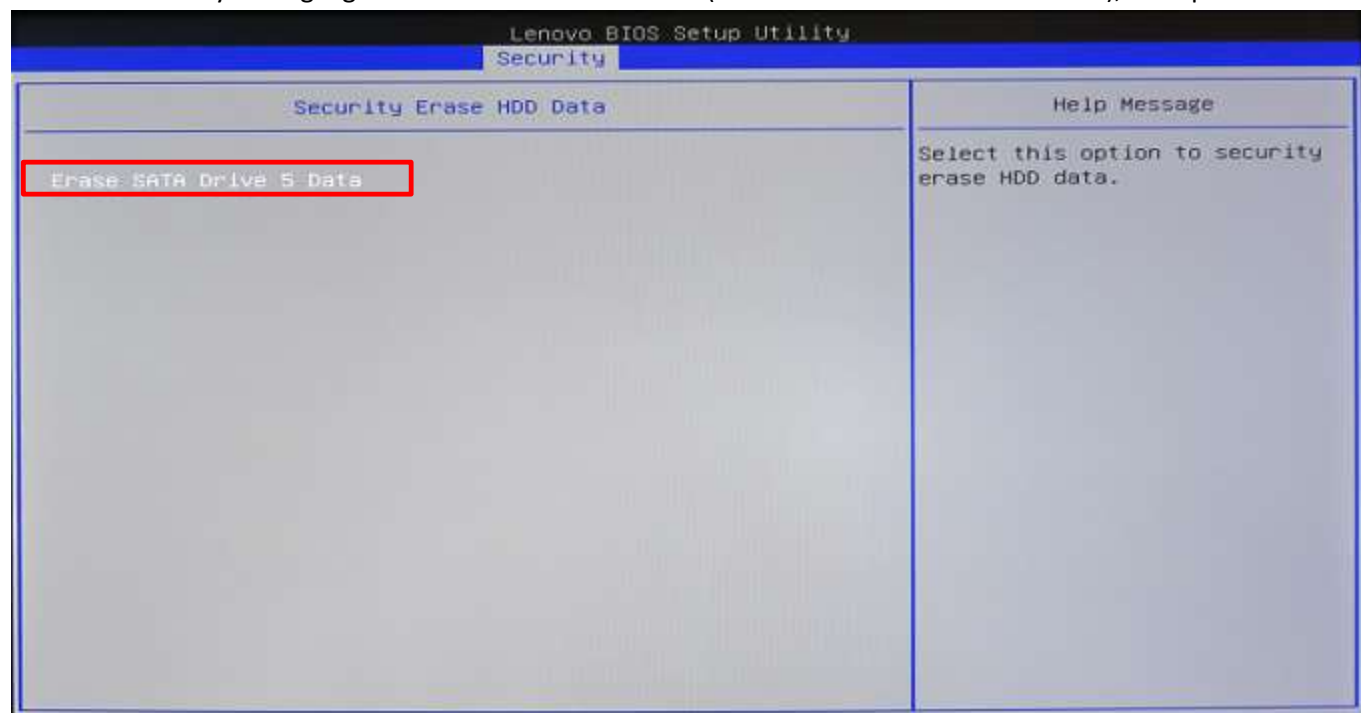 Lenovo BIOS Setup Utility
Security
Security Erase HDD Data
Help Message
Erase SATA Drive 5 Data
Select this option to security
erase HDD data.